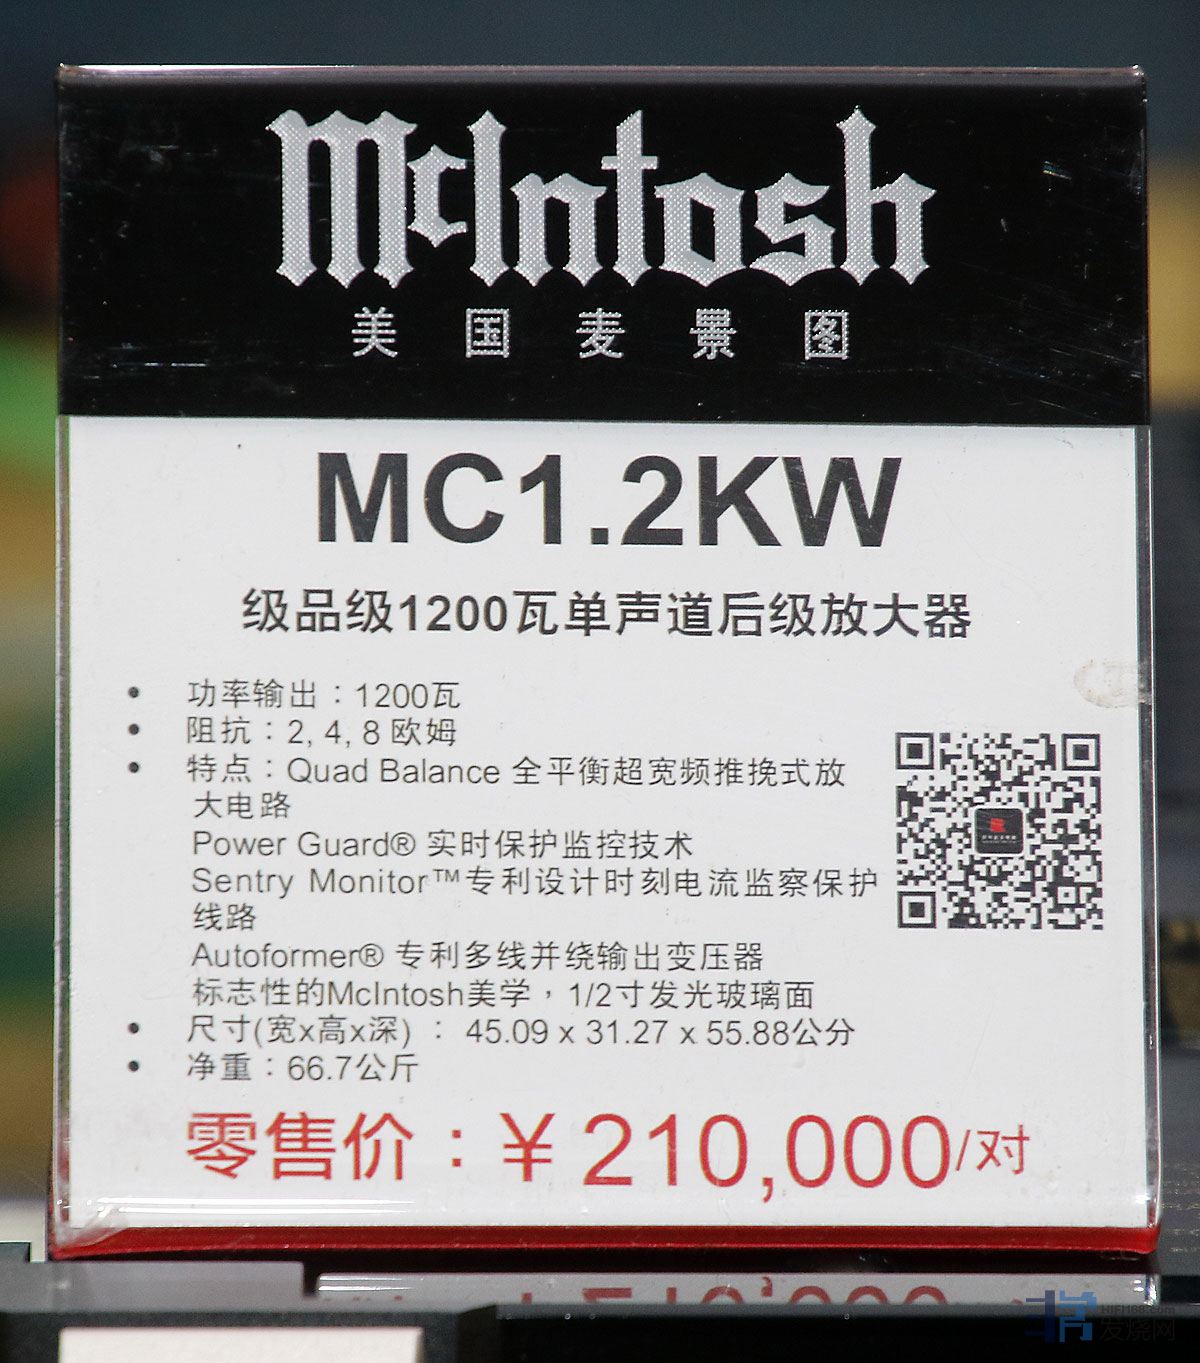 McIntosh
美国麦景图
MC1.2KW
级品级1200瓦单声道后级放大器
• 功率输出：1200瓦
• 阻抗：2, 4, 8 欧姆
• 特点：Quad Balance 全平衡超宽频推挽式放
大电路
Power Guard® 实时保护监控技术
Sentry Monitor™专利设计时刻电流监察保护
线路
Autoformer® 专利多线并绕输出变压器
标志性的McIntosh美学，1/2寸发光玻璃面
• 尺寸(宽x高x深)： 45.09 x 31.27 x 55.88公分
• 净重：66.7公斤
零售价：¥ 210,000/对
HIFI168.com
发烧网